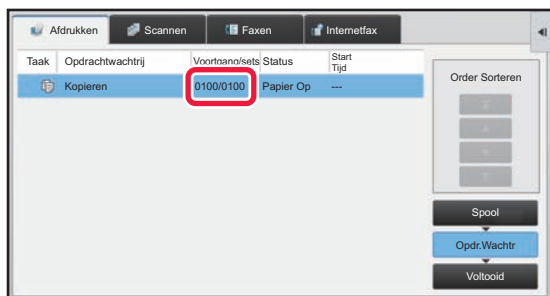 Afdrukken Scannen Faxen Internetfax
Taak Opdrachtwachtrij Voortgang/sets Status Start
Tijd
Kopieren 0100/0100 Papier Op ---
Order Sorteren
Spool
Opdr.Wachtr
Voltooid